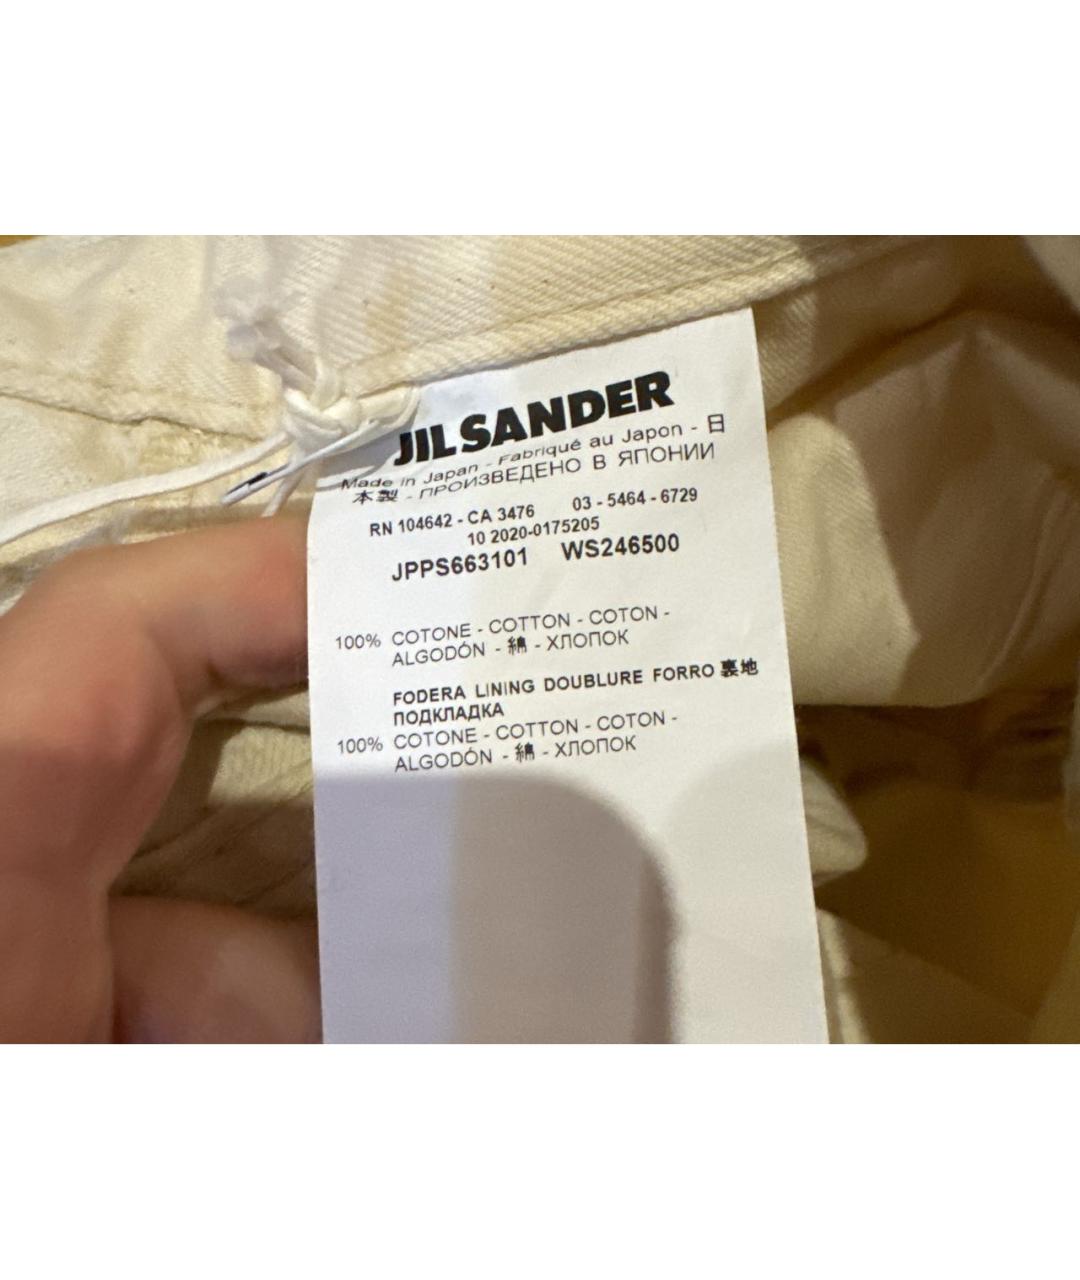 JIL SANDER
Made in Japan - Fabriqué au Japon - 日
本製 - ПРОИЗВЕДЕНО В ЯПОНИИ
RN 104642 - CA 3476 03 - 5464 - 6729
10 2020-0175205
JPPS663101 WS246500
100% COTONE - COTTON - COTON -
ALGODÓN - 綿 - ХЛОПОК
FODERA LINING DOUBLURE FORRO 裏地
ПОДКЛАДКА
100% COTONE - COTTON - COTON -
ALGODÓN - 綿 - ХЛОПОК